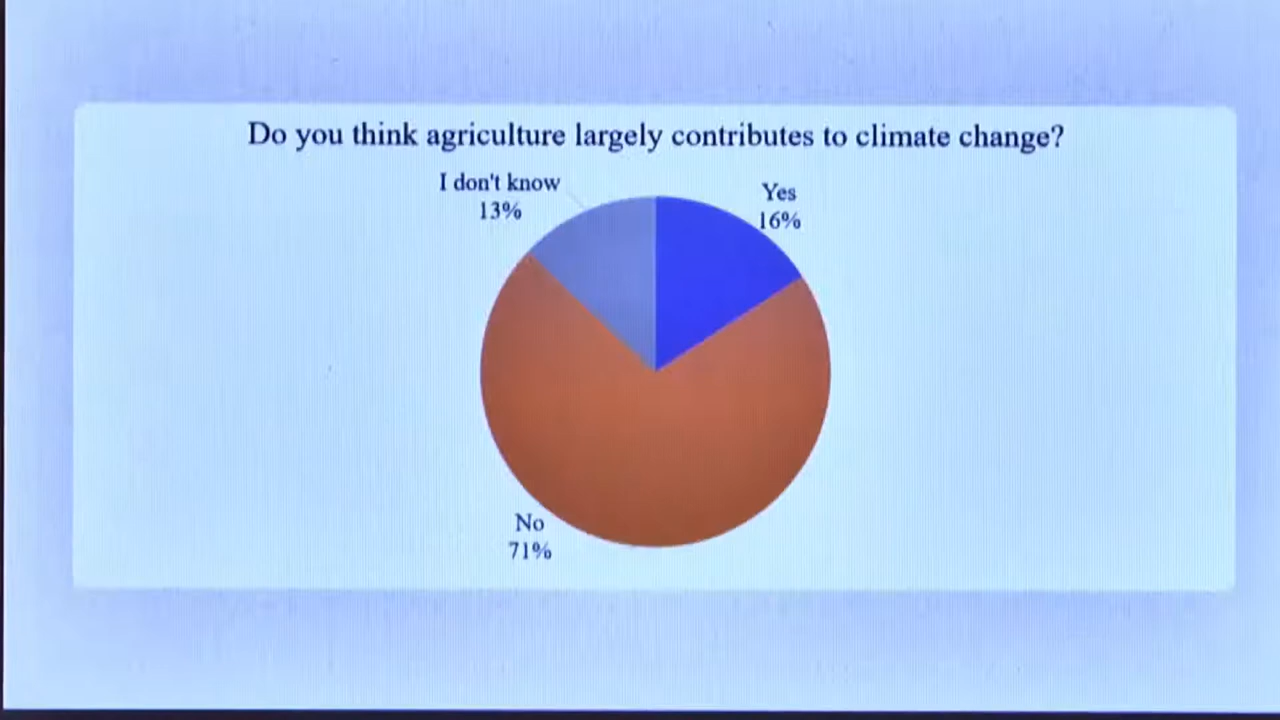 Do you think agriculture largely contributes to climate change?
I don't know
13%
Yes
16%
No
71%